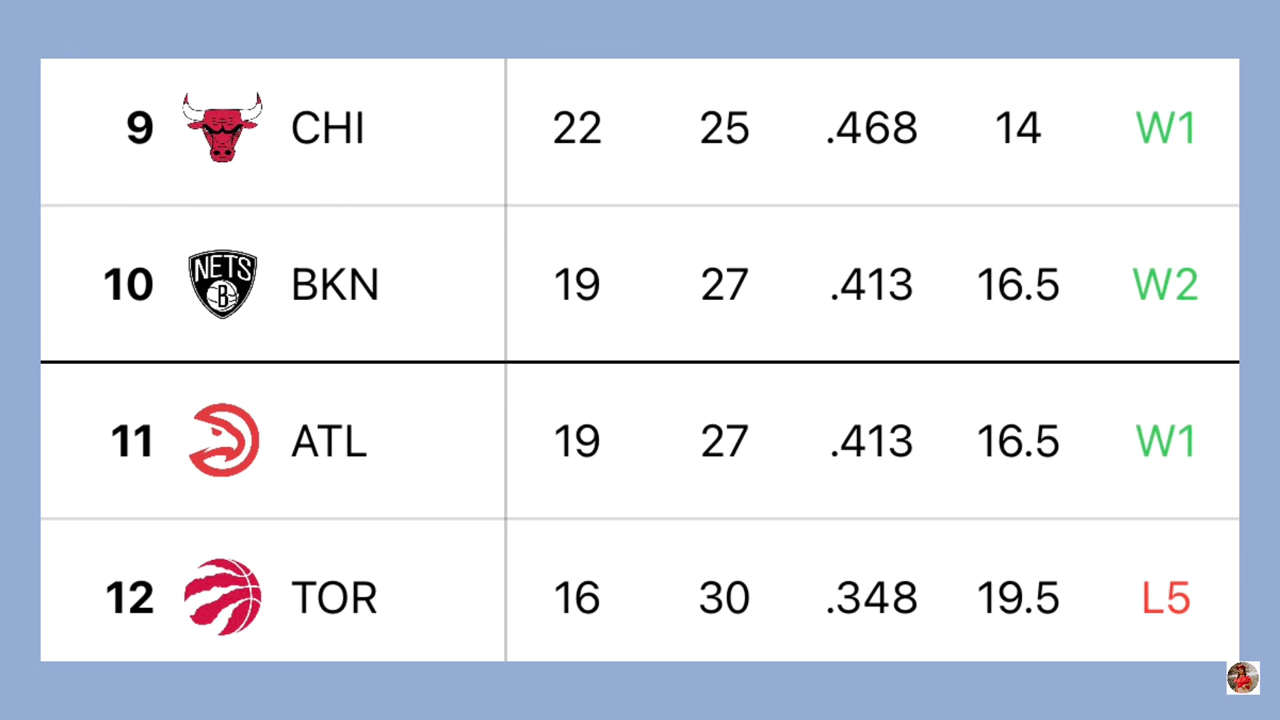 9 CHI 22 25 .468 14 W1
10 NETS B BKN 19 27 .413 16.5 W2
11 ATL 19 27 .413 16.5 W1
12 TOR 16 30 .348 19.5 L5